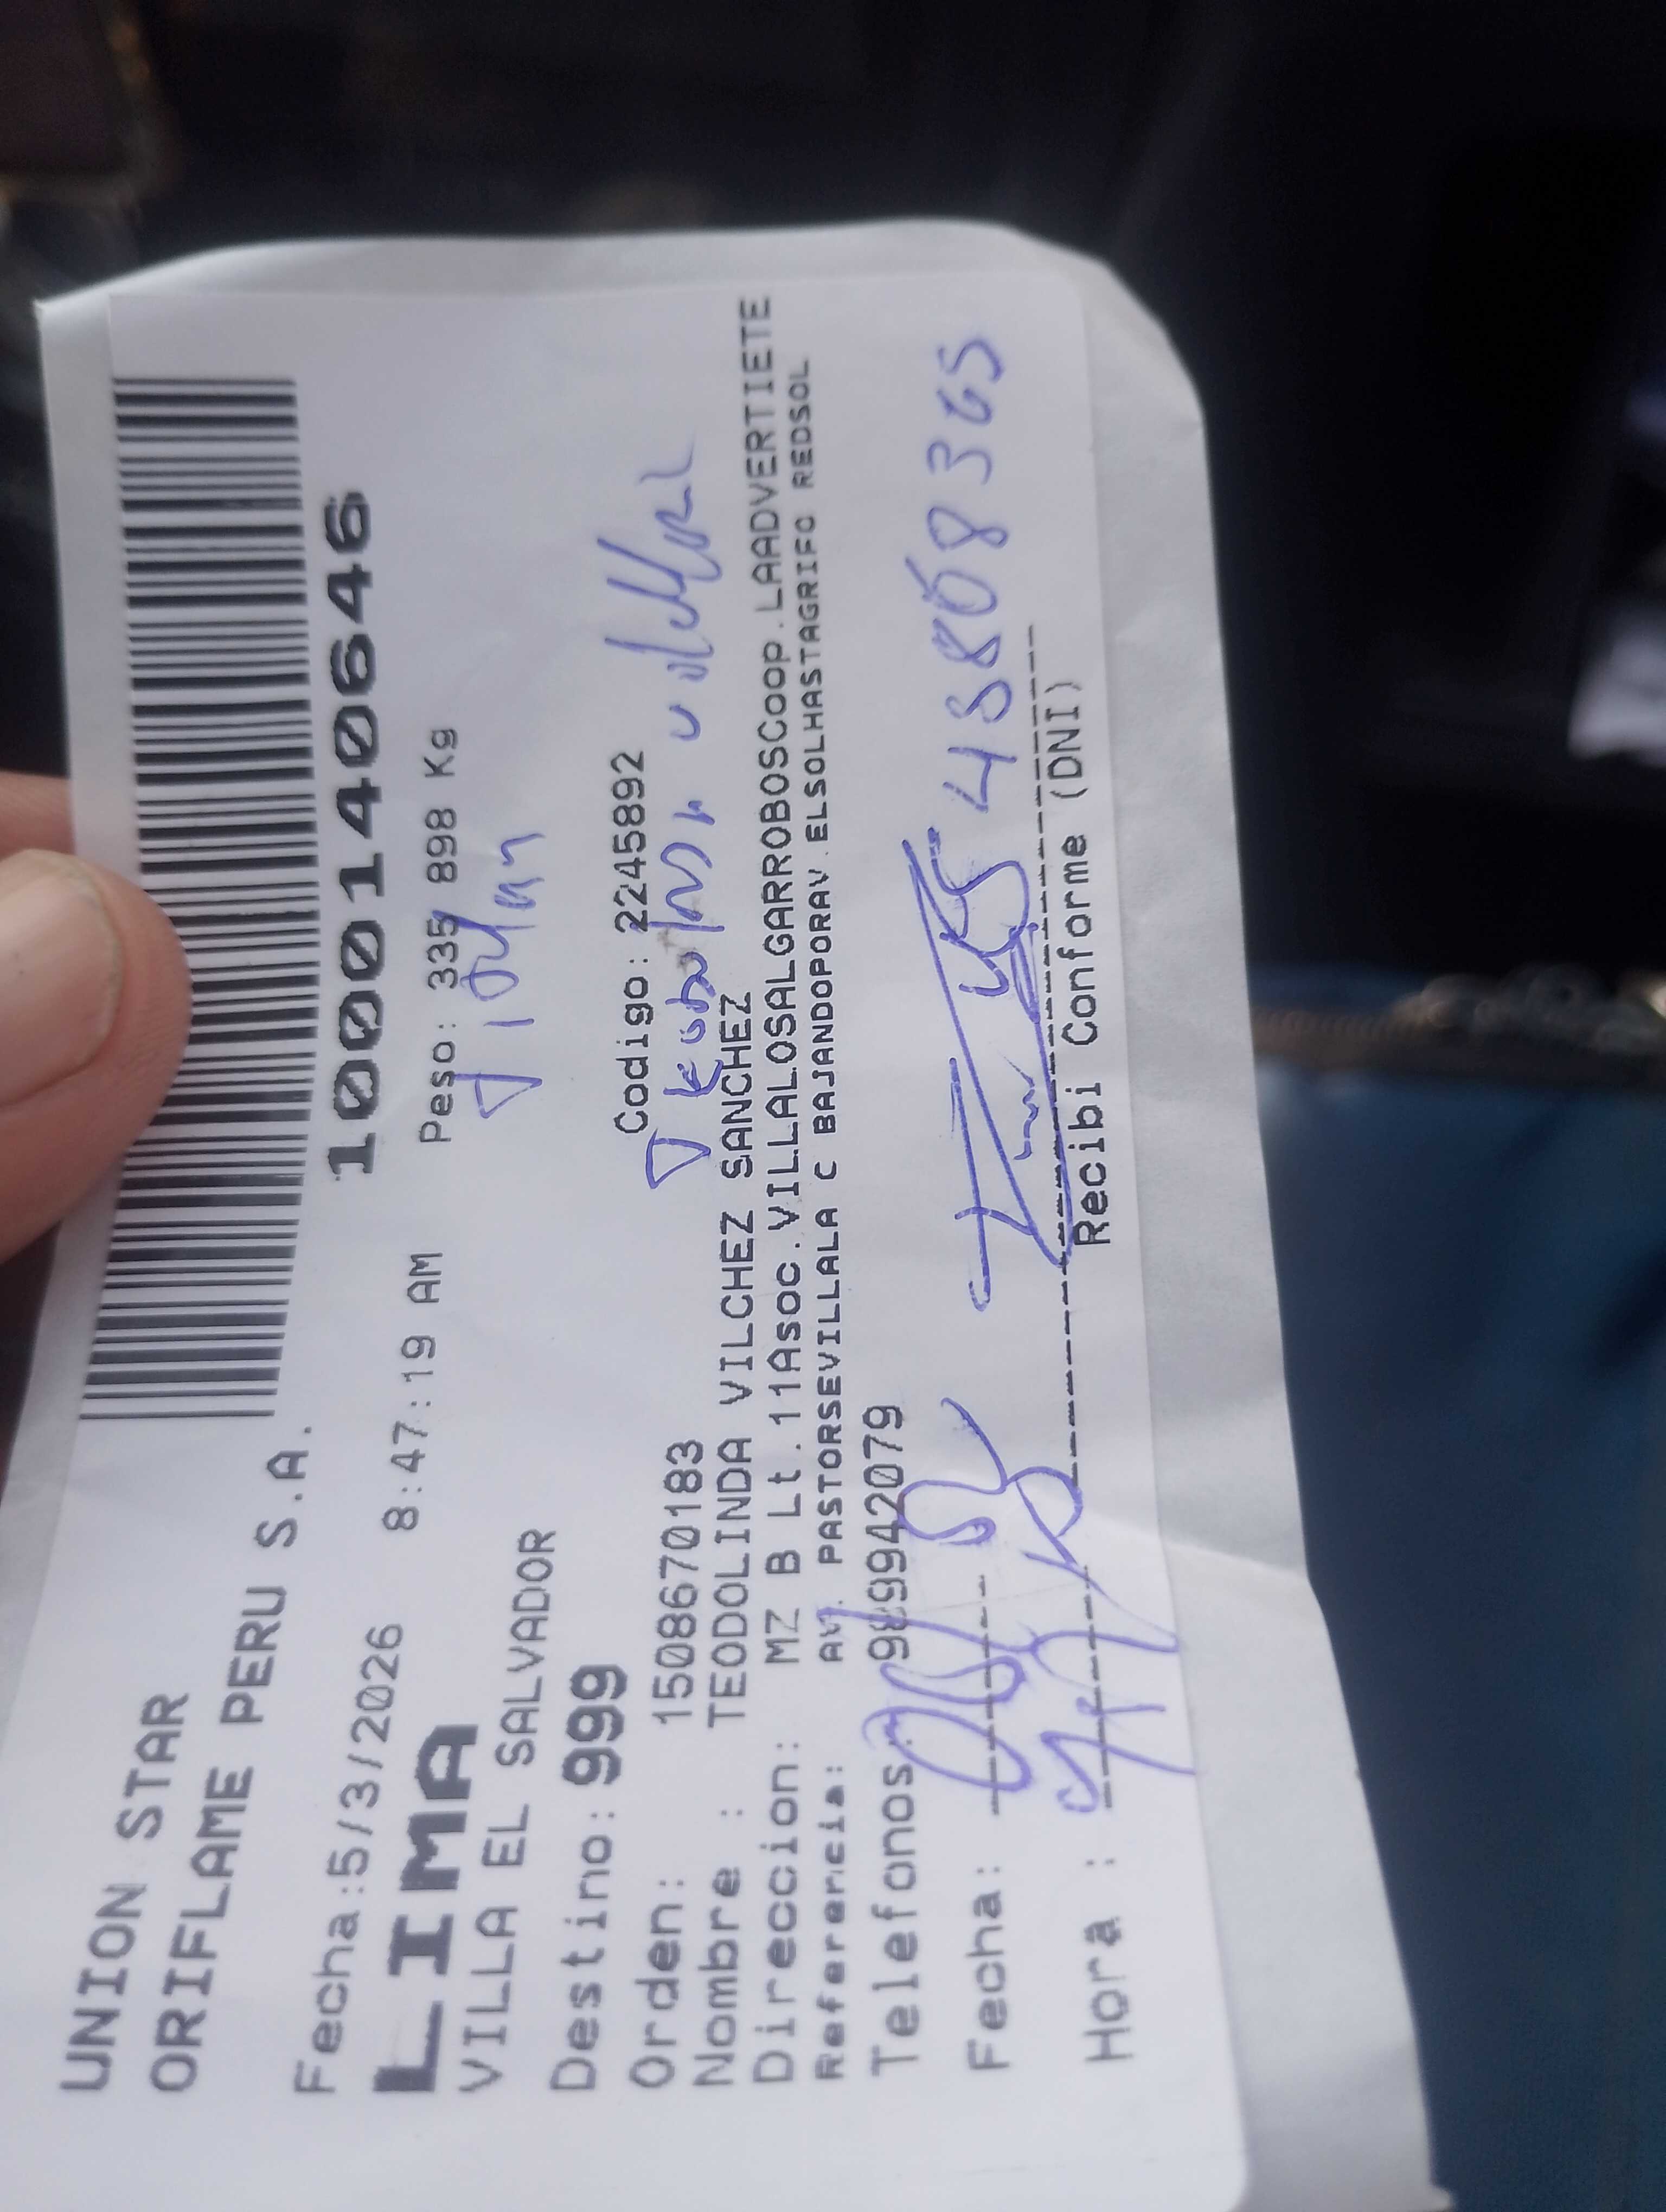 UNION STAR
ORIFLAME PERU S.A.
1000140646
Fecha:5/3/2026 8:47:19 AM Peso: 335 898 Kg
LIMA
VILLA EL SALVADOR
Destino: 999
Orden: 1508670183 Codigo: 2245892
Nombre : TEODOLINDA VILCHEZ SANCHEZ
Direccion: MZ B Lt.11Asoc.VILLALOSALGARROBOSCoop.LAADVERTIETE
Referencia: AV. PASTORSEVILLALA C BAJANDOPORAV.ELSOLHASTAGRIFO REDSOL
Telefonos: 989942079
43808365
Fecha:
Hora :
Recibi Conforme (DNI)